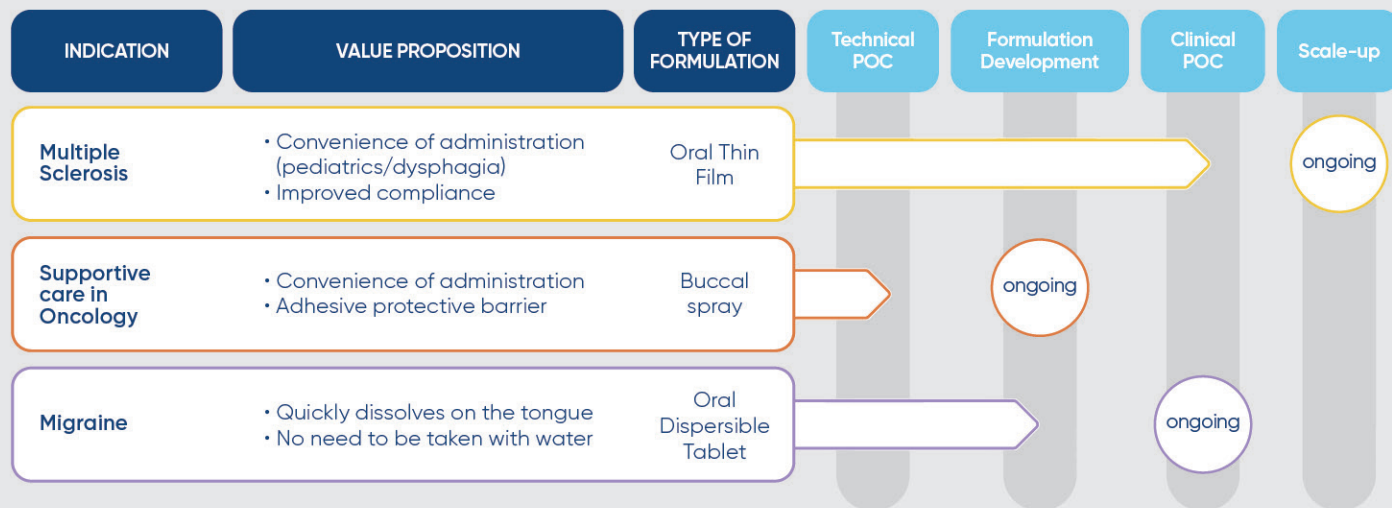 INDICATION
VALUE PROPOSITION
TYPE OF
FORMULATION
Technical
POC
Formulation
Development
Clinical
POC
Scale-up
Multiple
Sclerosis
• Convenience of administration
(pediatrics/dysphagia)
• Improved compliance
Oral Thin
Film
ongoing
Supportive
care in
Oncology
• Convenience of administration
• Adhesive protective barrier
Buccal
spray
ongoing
Migraine
• Quickly dissolves on the tongue
• No need to be taken with water
Oral
Dispersible
Tablet
ongoing